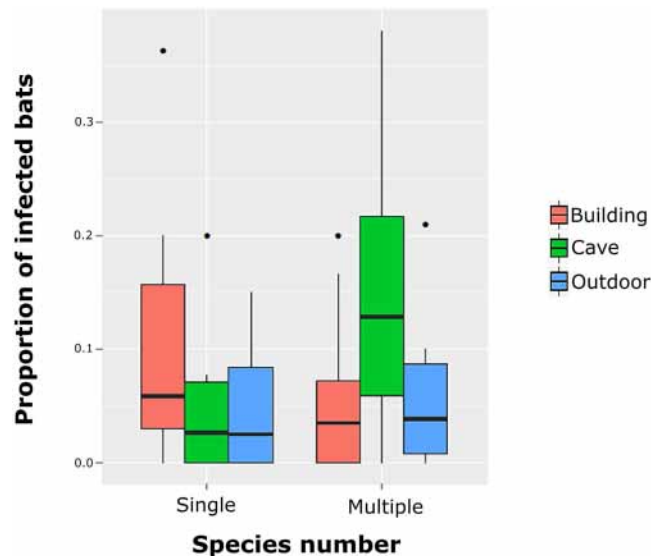 Proportion of infected bats
0.3
0.2
0.1
0.0
Single
Multiple
Species number
Building
Cave
Outdoor